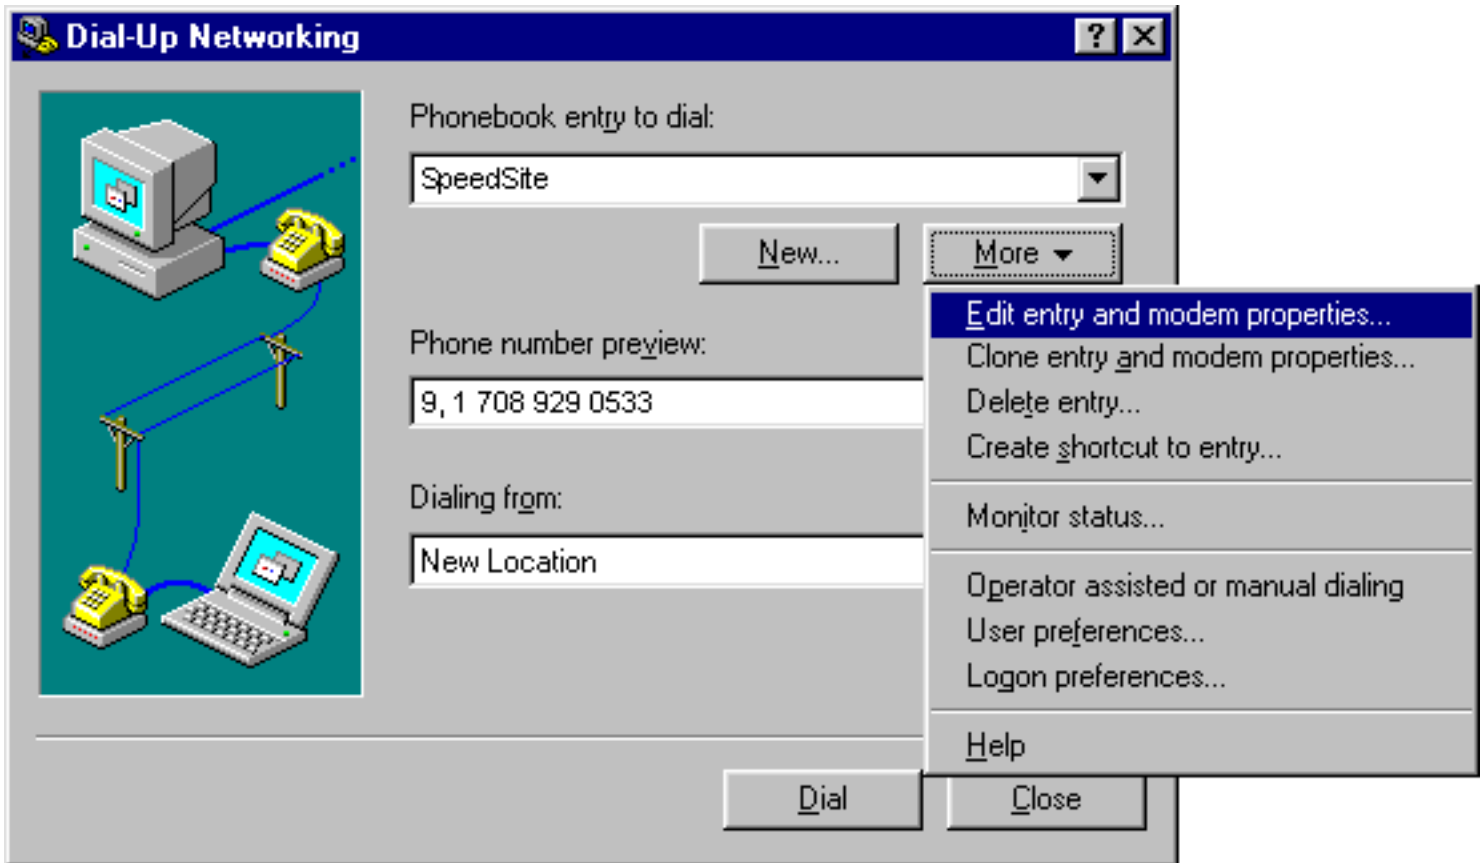 Dial-Up Networking
Phonebook entry to dial:
SpeedSite
New... More
Edit entry and modem properties...
Phone number preview:
Clone entry and modem properties...
9, 1 708 929 0533
Delete entry...
Create shortcut to entry...
Dialing from:
Monitor status...
New Location
Operator assisted or manual dialing
User preferences...
Logon preferences...
Help
Dial Close